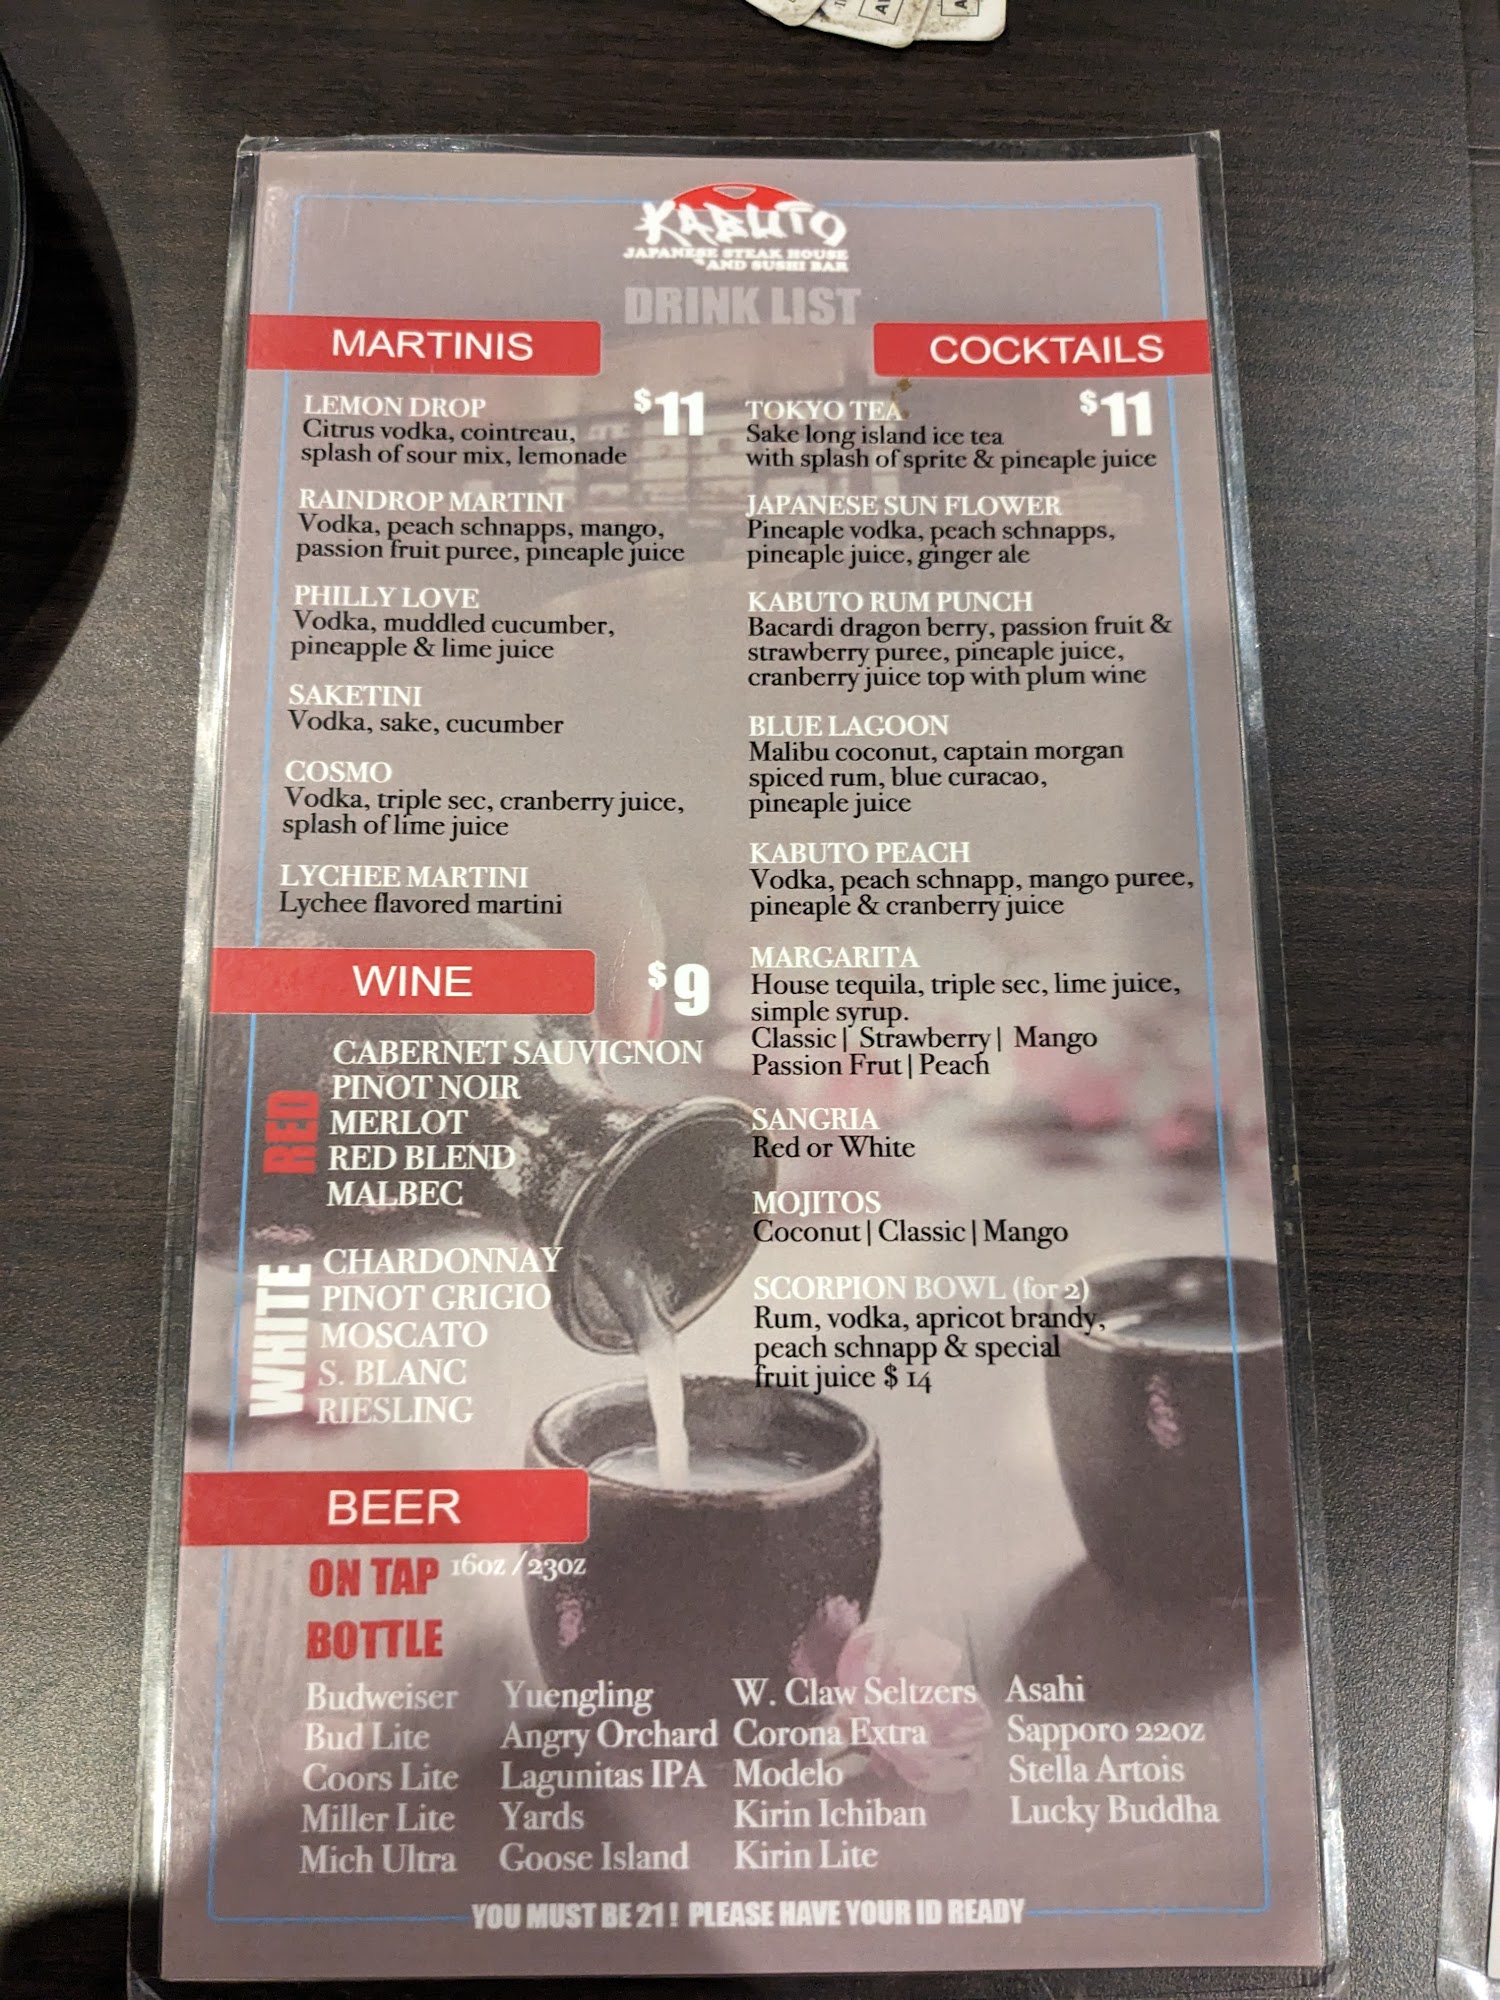 KABUTO
JAPANESE STEAK HOUSE
AND SUSHI BAR
DRINK LIST
MARTINIS
$11
LEMON DROP
Citrus vodka, cointreau,
splash of sour mix, lemonade
RAINDROP MARTINI
Vodka, peach schnapps, mango,
passion fruit puree, pineaple juice
PHILLY LOVE
Vodka, muddled cucumber,
pineapple & lime juice
SAKETINI
Vodka, sake, cucumber
COSMO
Vodka, triple sec, cranberry juice,
splash of lime juice
LYCHEE MARTINI
Lychee flavored martini
WINE
$9
RED
CABERNET SAUVIGNON
PINOT NOIR
MERLOT
RED BLEND
MALBEC
WHITE
CHARDONNAY
PINOT GRIGIO
MOSCATO
S. BLANC
RIESLING
COCKTAILS
$11
TOKYO TEA
Sake long island ice tea
with splash of sprite & pineaple juice
JAPANESE SUN FLOWER
Pineaple vodka, peach schnapps,
pineaple juice, ginger ale
KABUTO RUM PUNCH
Bacardi dragon berry, passion fruit &
strawberry puree, pineaple juice,
cranberry juice top with plum wine
BLUE LAGOON
Malibu coconut, captain morgan
spiced rum, blue curacao,
pineaple juice
KABUTO PEACH
Vodka, peach schnapp, mango puree,
pineaple & cranberry juice
MARGARITA
House tequila, triple sec, lime juice,
simple syrup.
Classic | Strawberry | Mango
Passion Frut | Peach
SANGRIA
Red or White
MOJITOS
Coconut | Classic | Mango
SCORPION BOWL (for 2)
Rum, vodka, apricot brandy,
peach schnapp & special
fruit juice $ 14
BEER
ON TAP 16oz /23oz
BOTTLE
Budweiser
Bud Lite
Coors Lite
Miller Lite
Mich Ultra
Yuengling
Angry Orchard
Lagunitas IPA
Yards
Goose Island
W. Claw Seltzers
Corona Extra
Modelo
Kirin Ichiban
Kirin Lite
Asahi
Sapporo 22oz
Stella Artois
Lucky Buddha
YOU MUST BE 21 ! PLEASE HAVE YOUR ID READY